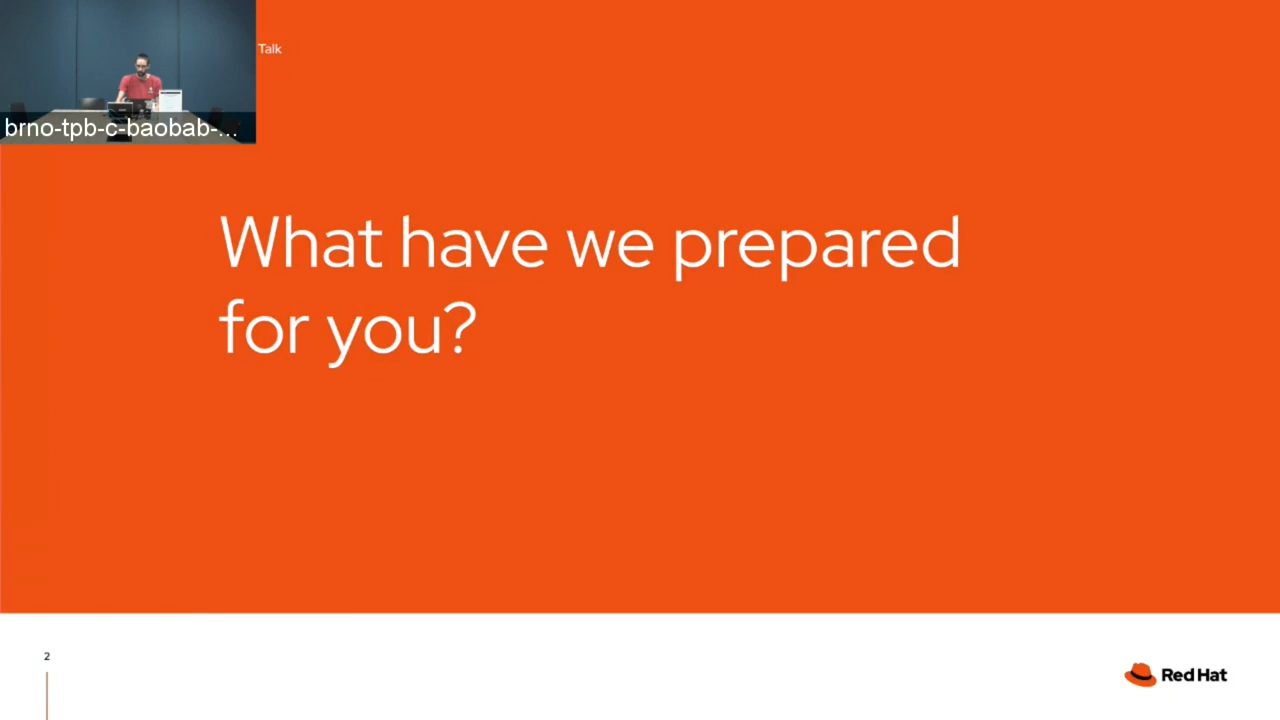 Talk
brno-tpb-c-baobab-...
What have we prepared
for you?
2
Red Hat